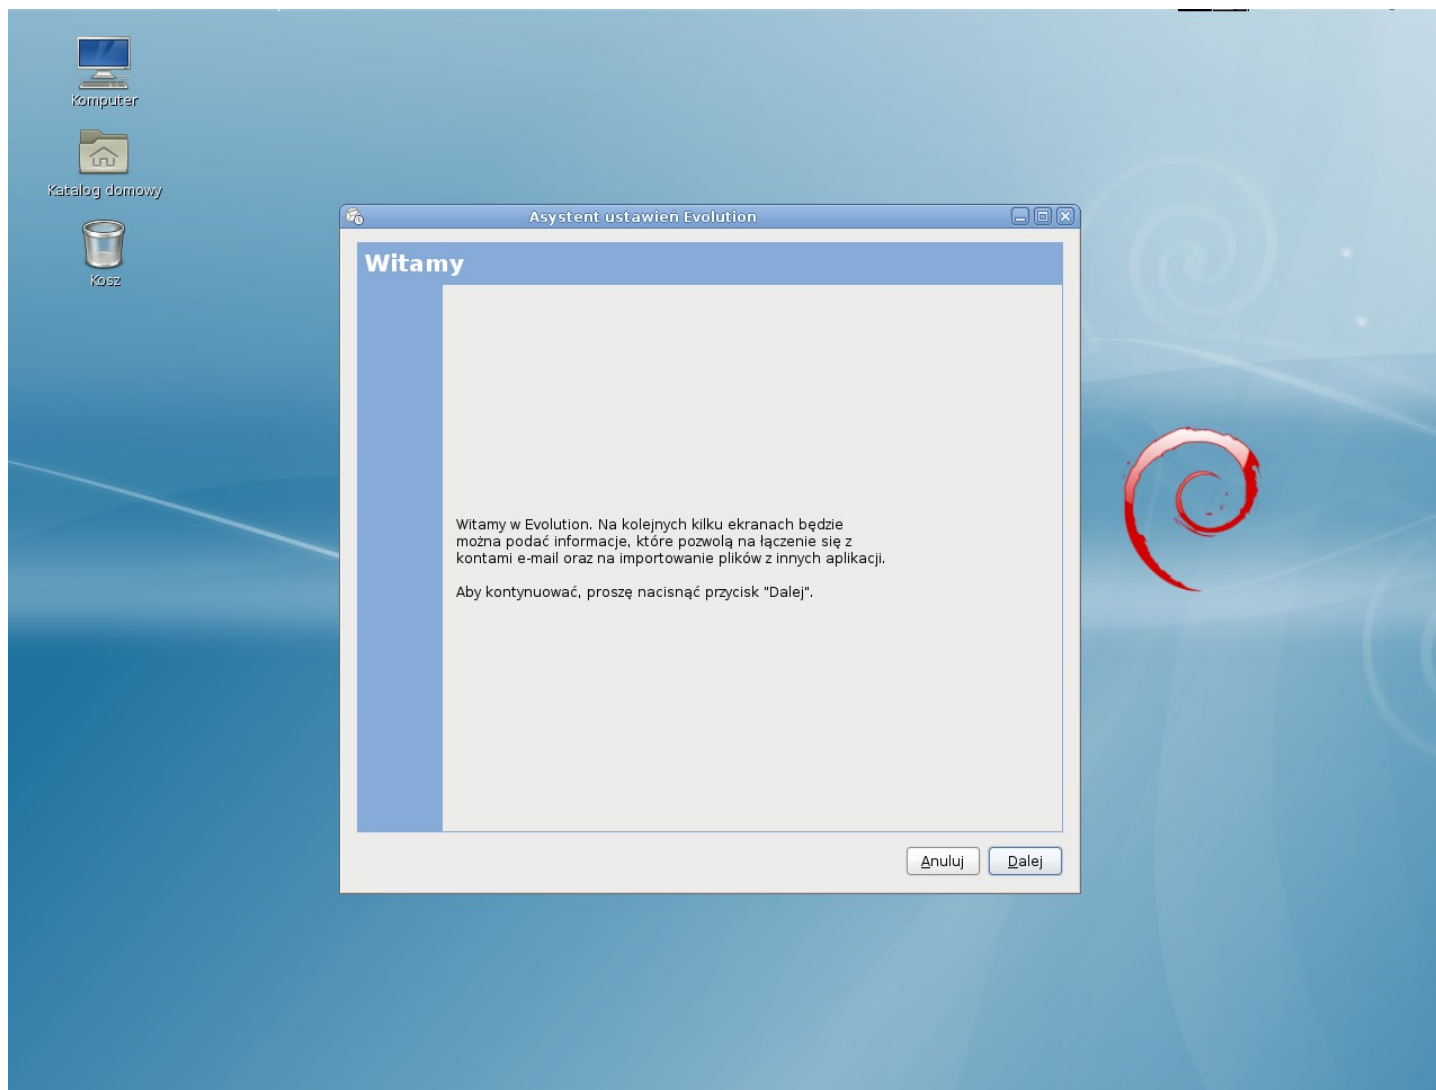 Komputer
Katalog domowy
Kosz
Asystent ustawień Evolution
Witamy
Witamy w Evolution. Na kolejnych kilku ekranach będzie
można podać informacje, które pozwolą na łączenie się z
kontami e-mail oraz na importowanie plików z innych aplikacji.
Aby kontynuować, proszę nacisnąć przycisk "Dalej".
Anuluj
Dalej